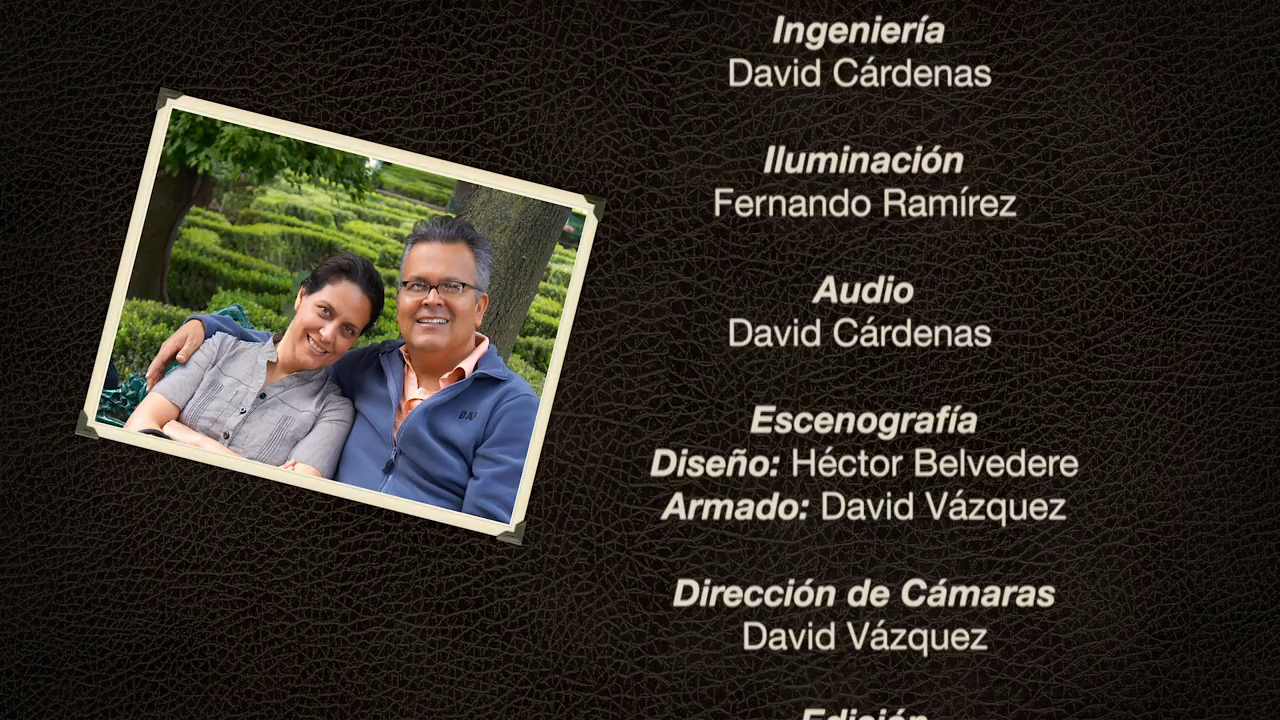 Ingeniería
David Cárdenas
Iluminación
Fernando Ramírez
Audio
David Cárdenas
Escenografía
Diseño: Héctor Belvedere
Armado: David Vázquez
Dirección de Cámaras
David Vázquez
Edición